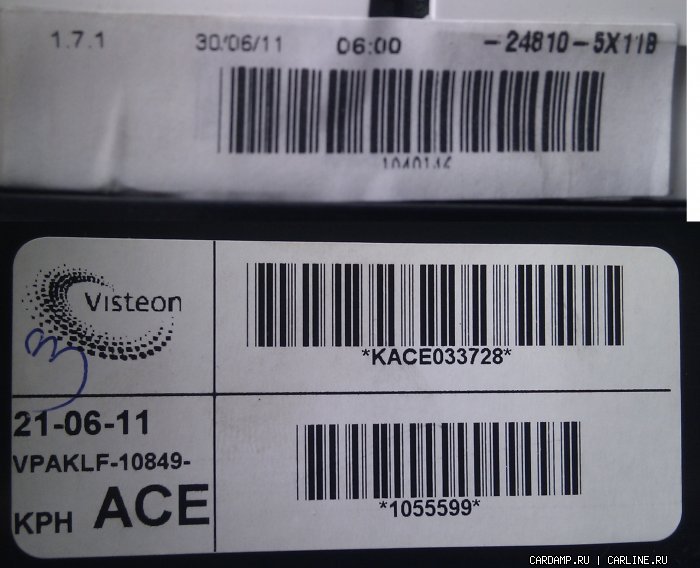 1.7.1 30/06/11 06:00 -24810-5X11B
Visteon
*KACE033728*
3
21-06-11
VPAKLF-10849-
KPH ACE
*1055599*
CARDAMP.RU | CARLINE.RU